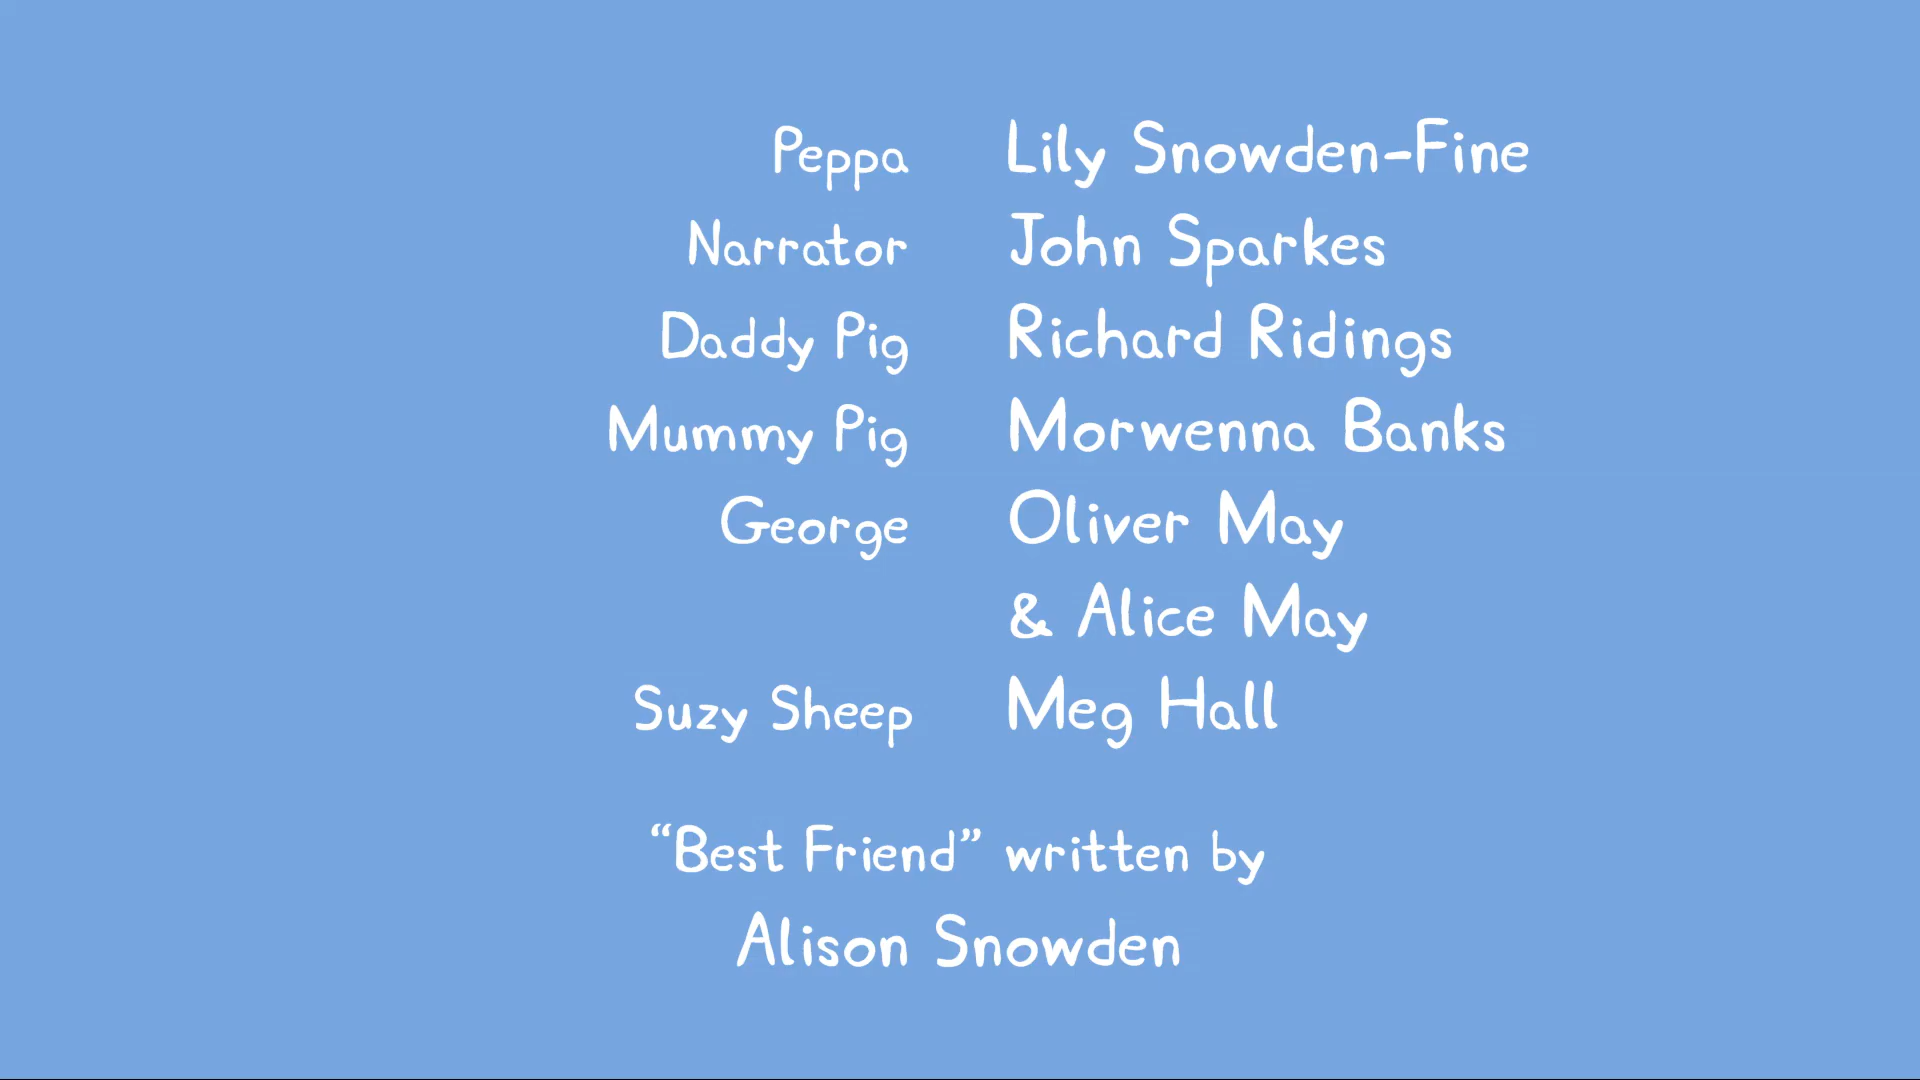 Peppa Lily Snowden-Fine
Narrator John Sparkes
Daddy Pig Richard Ridings
Mummy Pig Morwenna Banks
George Oliver May
& Alice May
Suzy Sheep Meg Hall
“Best Friend” written by
Alison Snowden